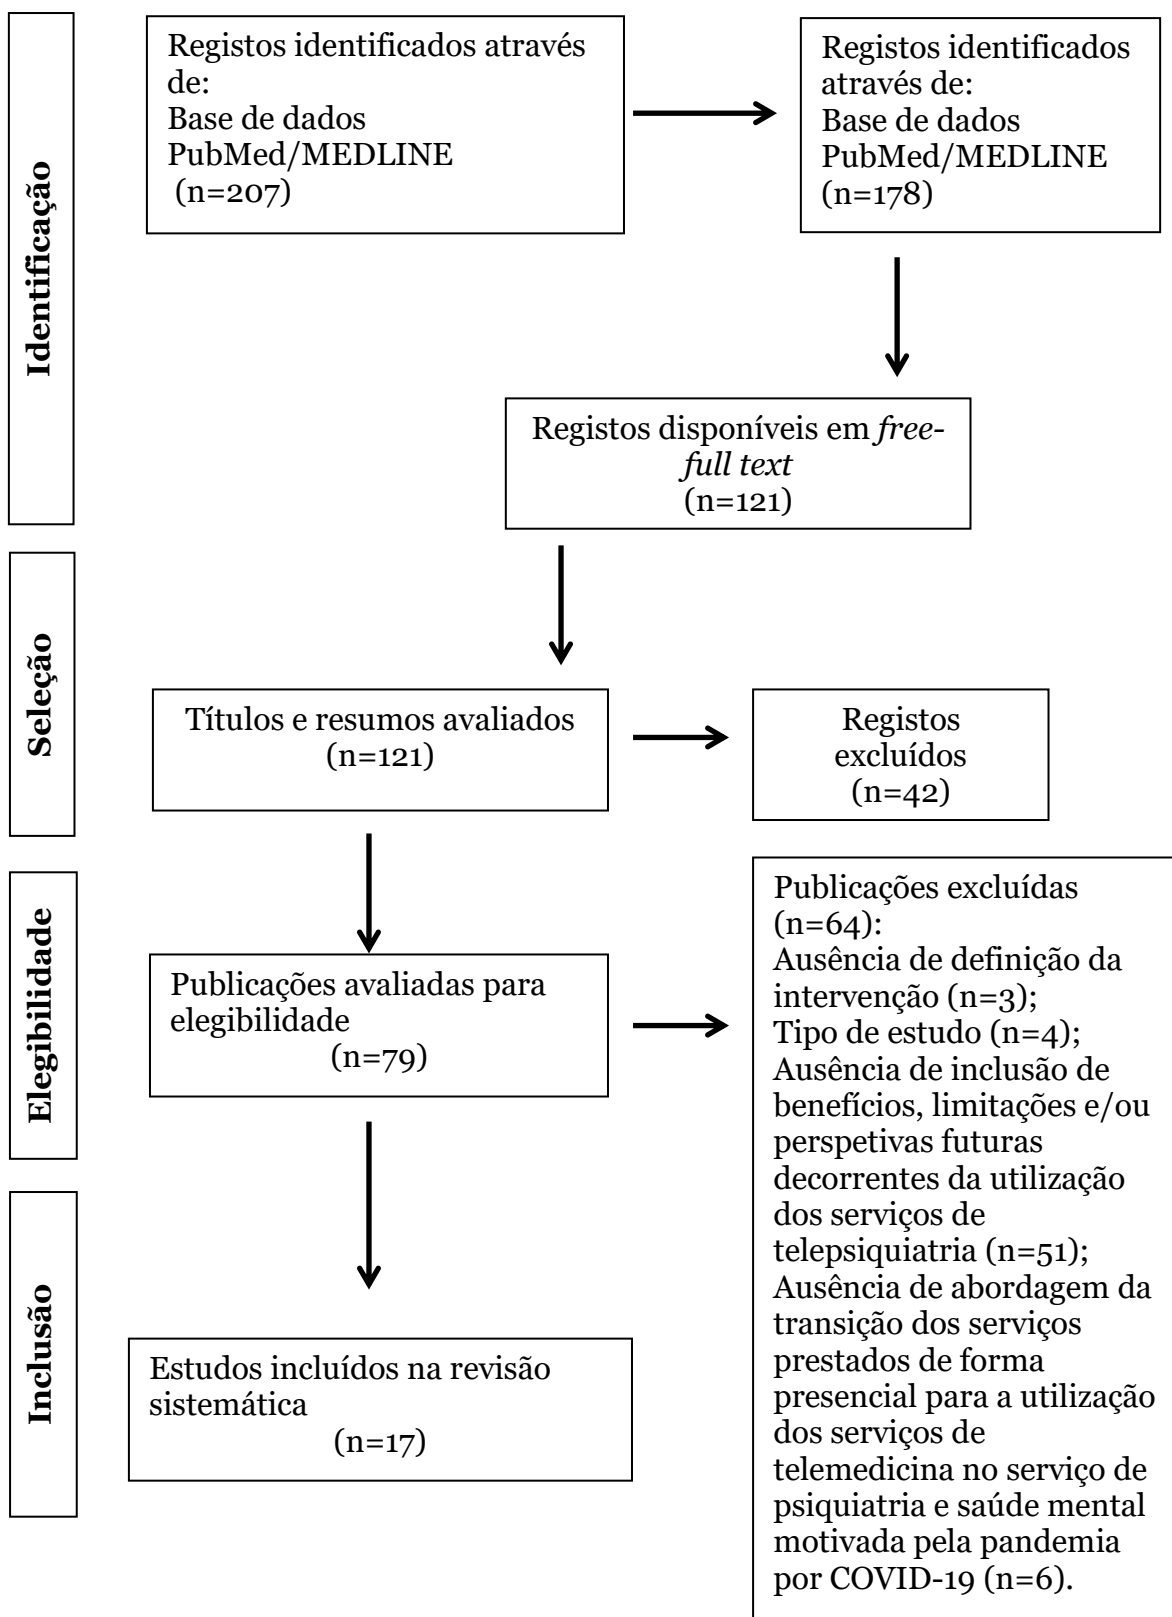 Identificação
Registos identificados através
de:
Base de dados
PubMed/MEDLINE
(n=207)
Registos identificados
através de:
Base de dados
PubMed/MEDLINE
(n=178)
Registos disponíveis em free-
full text
(n=121)
Seleção
Títulos e resumos avaliados
(n=121)
Registos
excluídos
(n=42)
Elegibilidade
Publicações avaliadas para
elegibilidade
(n=79)
Publicações excluídas
(n=64):
Ausência de definição da
intervenção (n=3);
Tipo de estudo (n=4);
Ausência de inclusão de
benefícios, limitações e/ou
perspetivas futuras
decorrentes da utilização
dos serviços de
telepsiquiatria (n=51);
Ausência de abordagem da
transição dos serviços
prestados de forma
presencial para a utilização
dos serviços de
telemedicina no serviço de
psiquiatria e saúde mental
motivada pela pandemia
por COVID-19 (n=6).
Inclusão
Estudos incluídos na revisão
sistemática
(n=17)